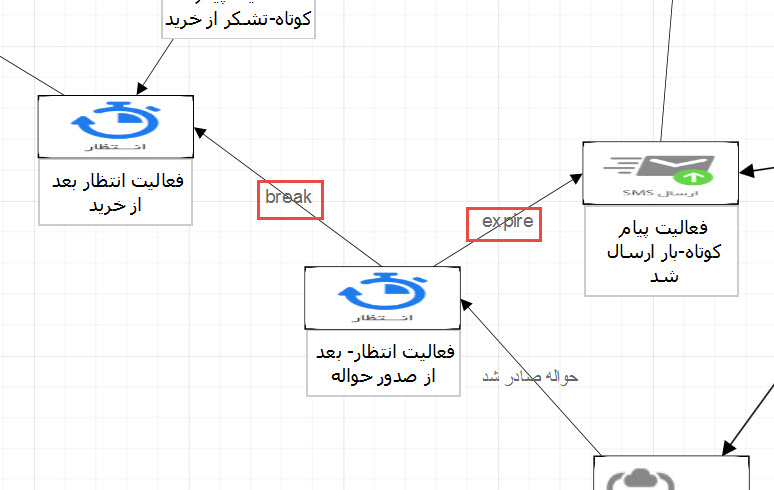 کوتاه-تشکر از خرید
انتظار
فعالیت انتظار بعد
از خرید
break
expire
ارسال SMS
فعالیت پیام
کوتاه-بار ارسال
شد
انتظار
فعالیت انتظار- بعد
از صدور حواله
حواله صادر شد